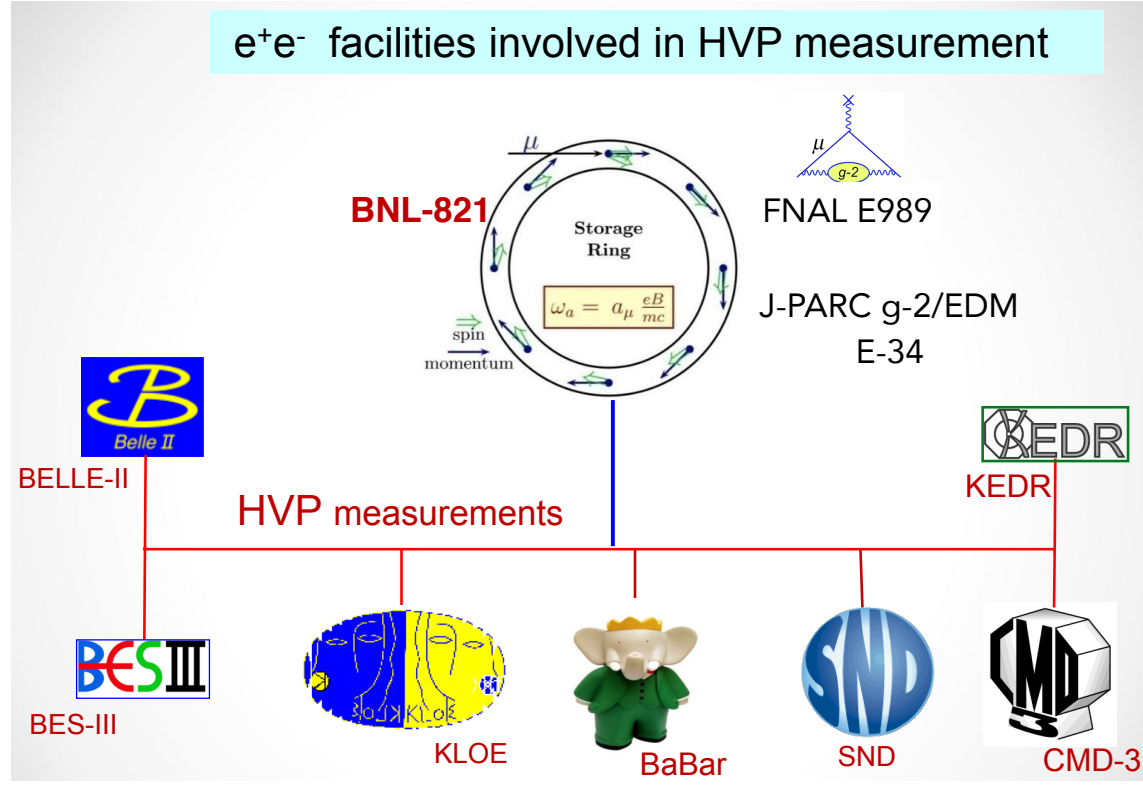 e⁺e⁻ facilities involved in HVP measurement
μ
μ
g-2
BNL-821
FNAL E989
Storage
Ring
ω_a = a_μ eB/mc
J-PARC g-2/EDM
E-34
spin
momentum
B
Belle II
BELLE-II
KEDR
KEDR
HVP measurements
BES III
BES-III
KLOE
KLOE
BaBar
SND
SND
CMD
3
CMD-3